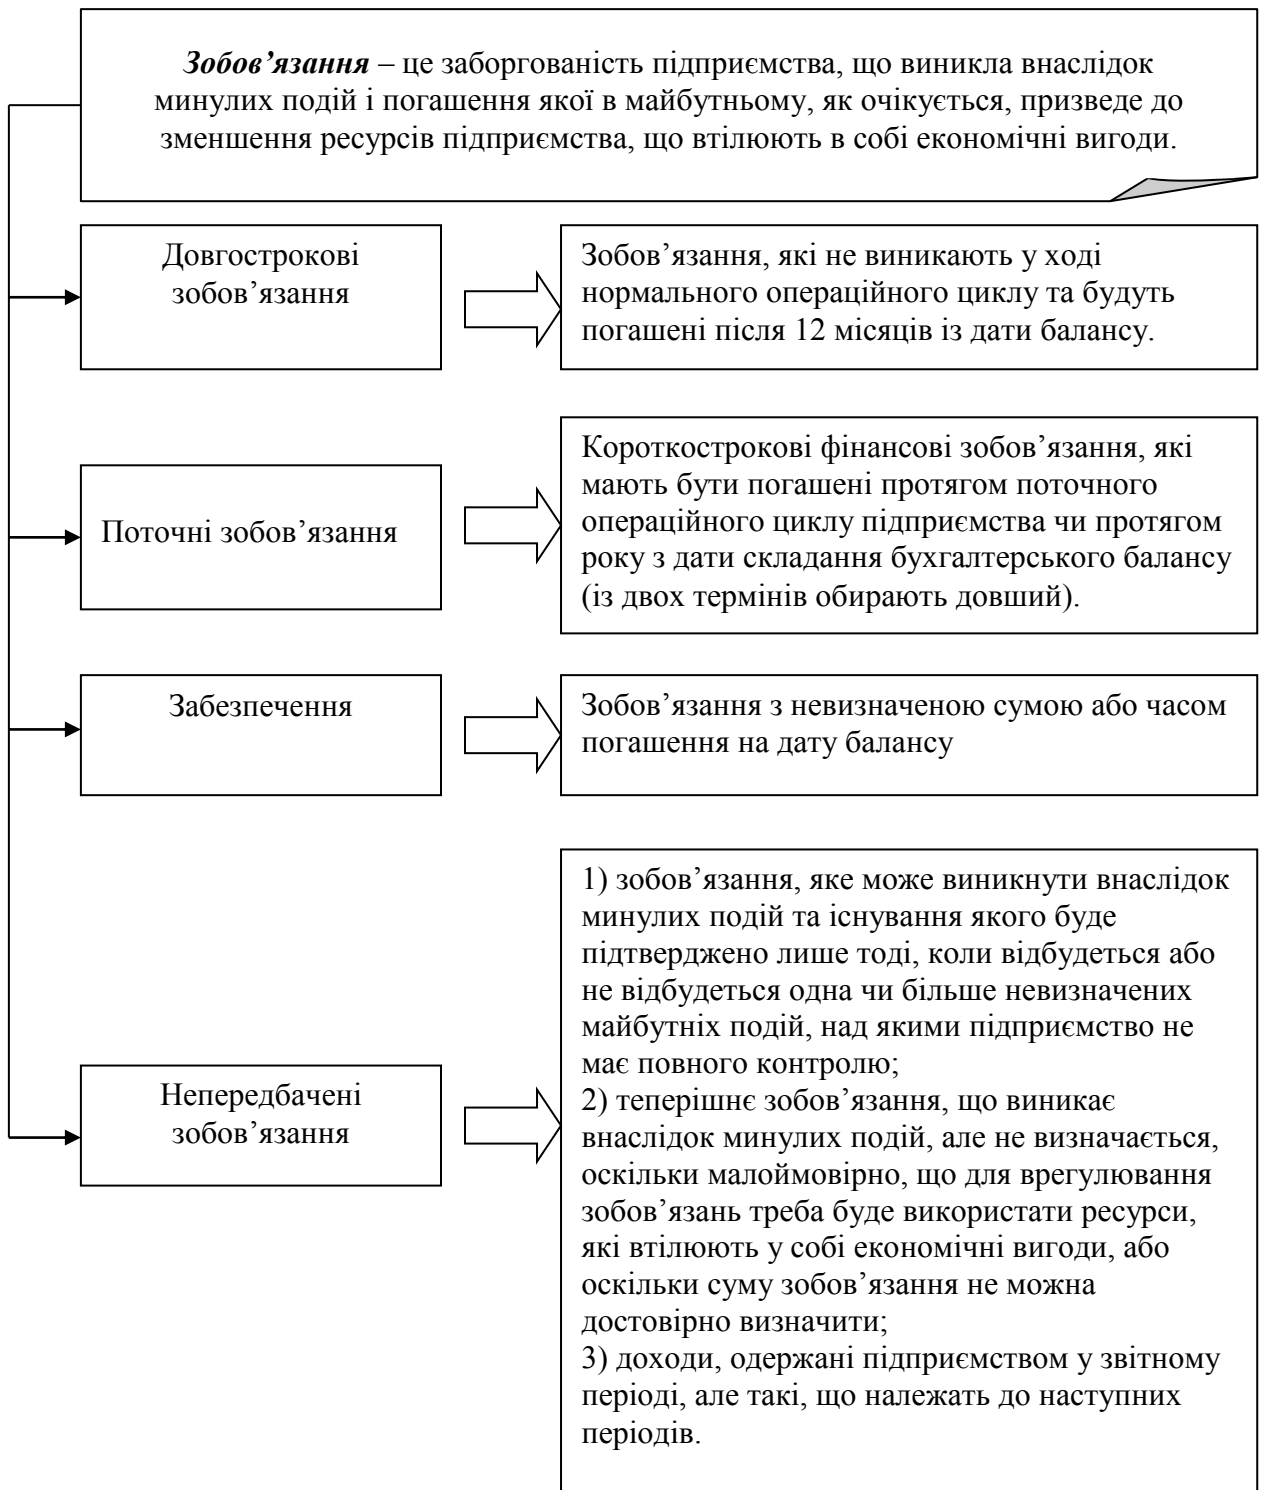 Зобов’язання – це заборгованість підприємства, що виникла внаслідок
минулих подій і погашення якої в майбутньому, як очікується, призведе до
зменшення ресурсів підприємства, що втілюють в собі економічні вигоди.
Довгострокові
зобов’язання
Зобов’язання, які не виникають у ході
нормального операційного циклу та будуть
погашені після 12 місяців із дати балансу.
Поточні зобов’язання
Короткострокові фінансові зобов’язання, які
мають бути погашені протягом поточного
операційного циклу підприємства чи протягом
року з дати складання бухгалтерського балансу
(із двох термінів обирають довший).
Забезпечення
Зобов’язання з невизначеною сумою або часом
погашення на дату балансу
Непередбачені
зобов’язання
1) зобов’язання, яке може виникнути внаслідок
минулих подій та існування якого буде
підтверджено лише тоді, коли відбудеться або
не відбудеться одна чи більше невизначених
майбутніх подій, над якими підприємство не
має повного контролю;
2) теперішнє зобов’язання, що виникає
внаслідок минулих подій, але не визначається,
оскільки малоймовірно, що для врегулювання
зобов’язань треба буде використати ресурси,
які втілюють у собі економічні вигоди, або
оскільки суму зобов’язання не можна
достовірно визначити;
3) доходи, одержані підприємством у звітному
періоді, але такі, що належать до наступних
періодів.